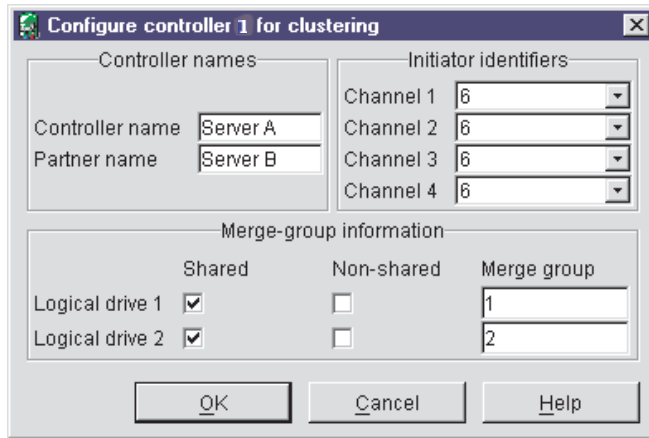 Configure controller 1 for clustering
Controller names
Controller name Server A
Partner name Server B
Initiator identifiers
Channel 1 6
Channel 2 6
Channel 3 6
Channel 4 6
Merge-group information
Shared Non-shared Merge group
Logical drive 1 1
Logical drive 2 2
OK Cancel Help